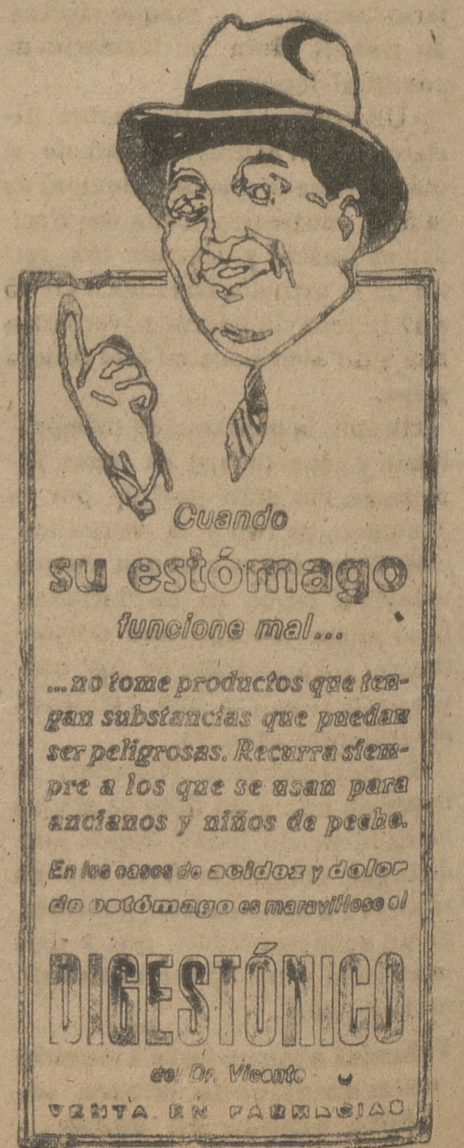 Cuando
su estómago
funcione mal...
...no tome productos que ten-
gan substancias que puedan
ser peligrosas. Recurra siem-
pre a los que se usan para
ancianos y niños de pecho.
En los casos de acidez y dolor
de estómago es maravilloso el
DIGESTÓNICO
del Dr. Vicente
VENTA EN FARMACIAS